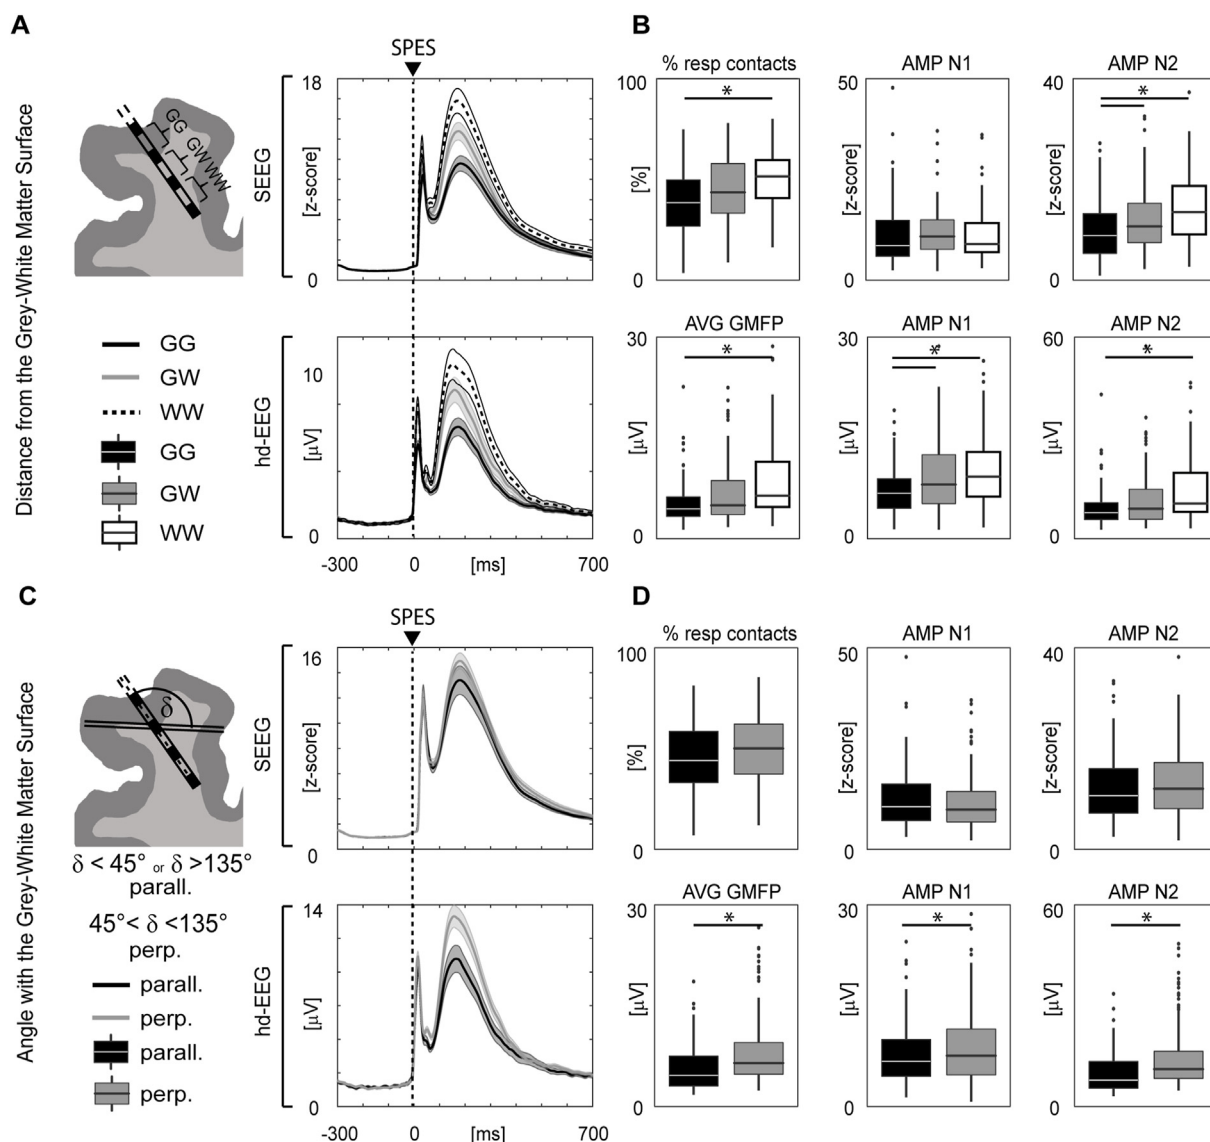 A
B
Distance from the Grey-White Matter Surface
GG
GW
WW
SPES
SEEG
[z-score]
18
0
hd-EEG
[µV]
10
0
-300
0
[ms]
700
GG
GW
WW
GG
GW
WW
% resp contacts
100
[%]
0
*
AMP N1
50
[z-score]
0
AMP N2
40
[z-score]
0
*
AVG GMFP
30
[µV]
0
*
AMP N1
30
[µV]
0
*
AMP N2
60
[µV]
0
*
C
D
Angle with the Grey-White Matter Surface
δ
δ < 45° or δ >135°
parall.
45°< δ <135°
perp.
parall.
perp.
parall.
perp.
SPES
SEEG
[z-score]
16
0
hd-EEG
[µV]
14
0
-300
0
[ms]
700
% resp contacts
100
[%]
0
AMP N1
50
[z-score]
0
AMP N2
40
[z-score]
0
AVG GMFP
30
[µV]
0
*
AMP N1
30
[µV]
0
*
AMP N2
60
[µV]
0
*